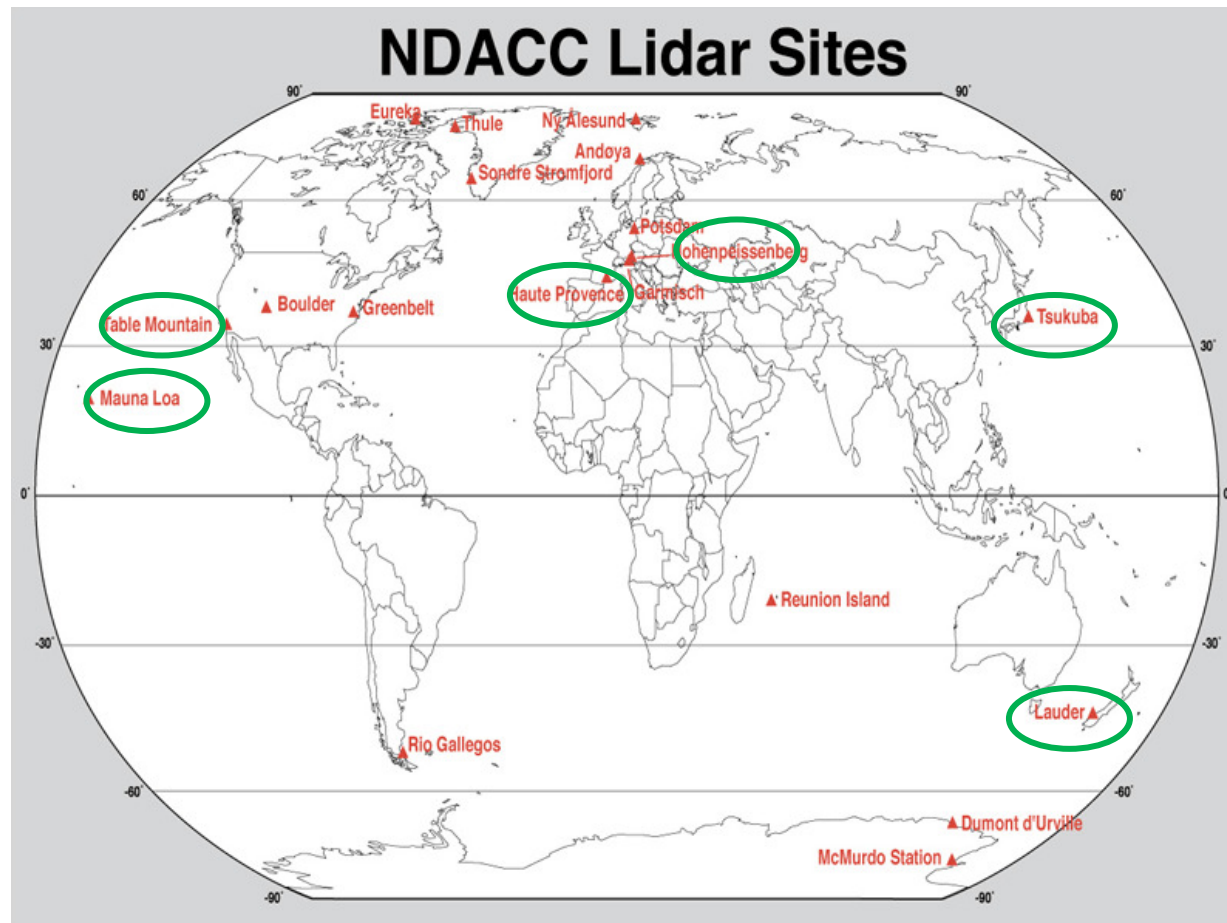 NDACC Lidar Sites
90°
90°
Eureka
Thule
Ny Ålesund
Andøya
Sondre Stromfjord
60°
60°
Potsdam
Hohenpeissenberg
Haute Provence
Garmisch
Boulder
Greenbelt
Table Mountain
Tsukuba
30°
30°
Mauna Loa
0°
0
Reunion Island
-30°
-30°
Lauder
Rio Gallegos
-60°
-60°
Dumont d'Urville
McMurdo Station
-90°
-90°